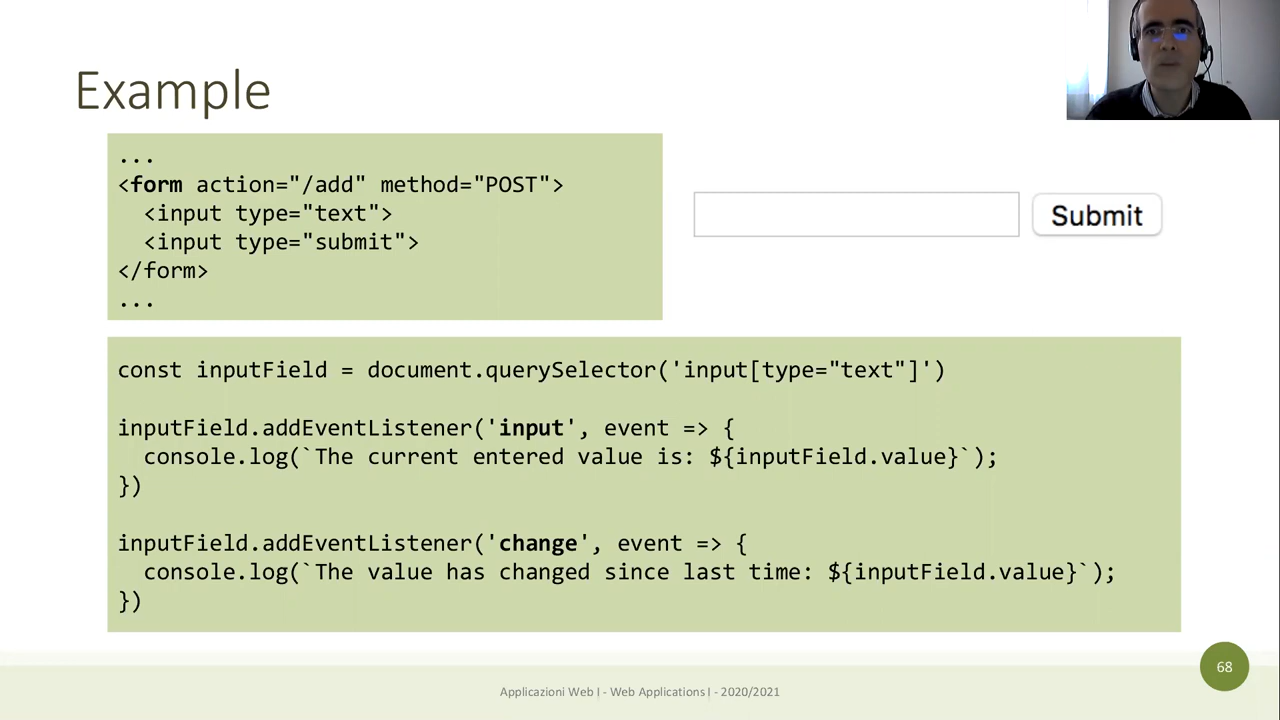 Example
...
<form action="/add" method="POST">
  <input type="text">
  <input type="submit">
</form>
...
Submit
const inputField = document.querySelector('input[type="text"]')
inputField.addEventListener('input', event => {
  console.log(`The current entered value is: ${inputField.value}`);
})
inputField.addEventListener('change', event => {
  console.log(`The value has changed since last time: ${inputField.value}`);
})
68
Applicazioni Web I - Web Applications I - 2020/2021